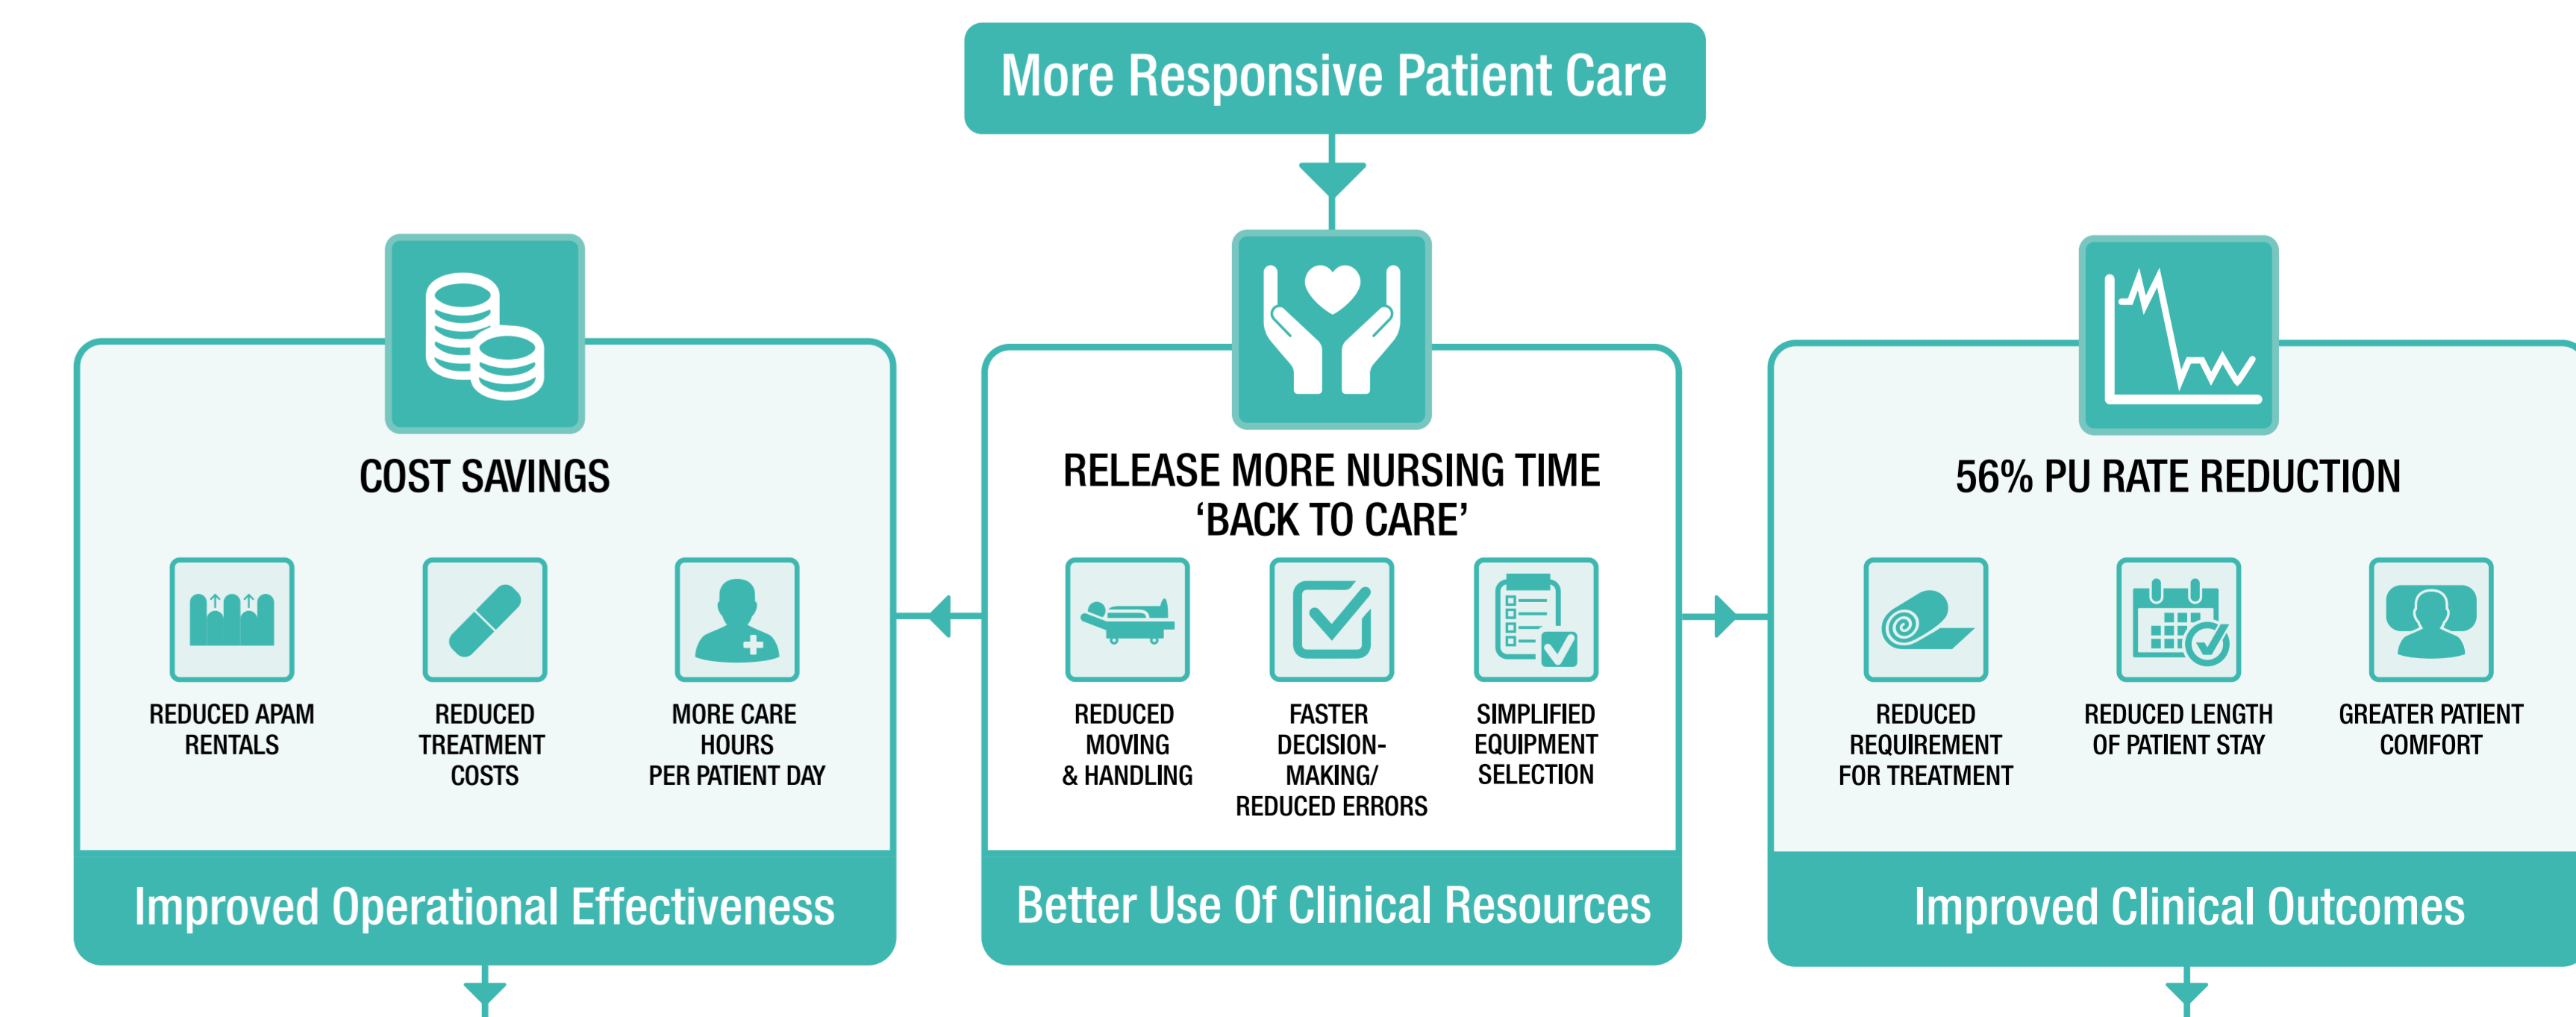 More Responsive Patient Care
COST SAVINGS
REDUCED APAM
RENTALS
REDUCED
TREATMENT
COSTS
MORE CARE
HOURS
PER PATIENT DAY
Improved Operational Effectiveness
RELEASE MORE NURSING TIME
‘BACK TO CARE’
REDUCED
MOVING
& HANDLING
FASTER
DECISION-
MAKING/
REDUCED ERRORS
SIMPLIFIED
EQUIPMENT
SELECTION
Better Use Of Clinical Resources
56% PU RATE REDUCTION
REDUCED
REQUIREMENT
FOR TREATMENT
REDUCED LENGTH
OF PATIENT STAY
GREATER PATIENT
COMFORT
Improved Clinical Outcomes